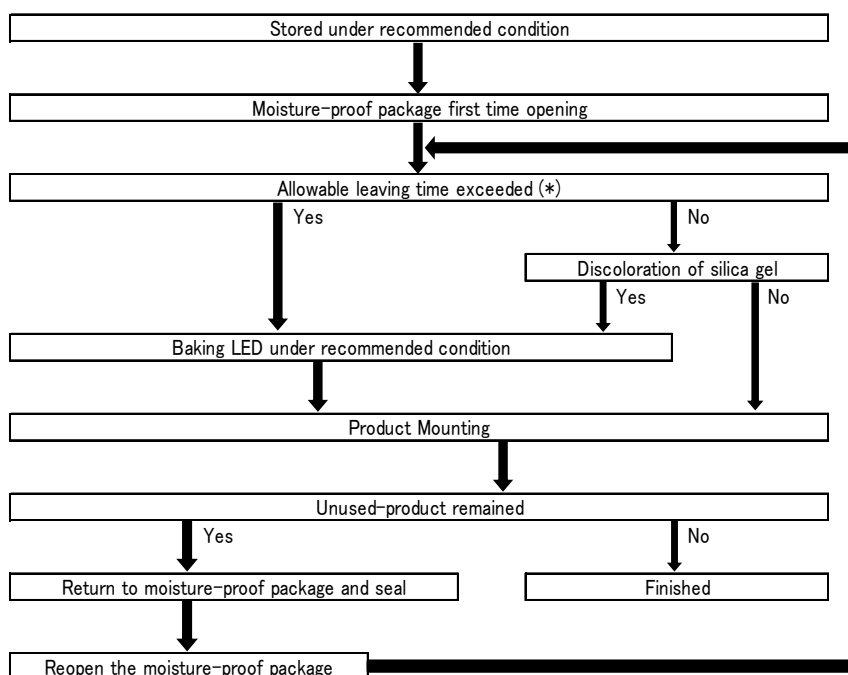 Stored under recommended condition
Moisture-proof package first time opening
Allowable leaving time exceeded (*)
Yes
No
Discoloration of silica gel
Yes
No
Baking LED under recommended condition
Product Mounting
Unused-product remained
Yes
No
Return to moisture-proof package and seal
Finished
Reopen the moisture-proof package